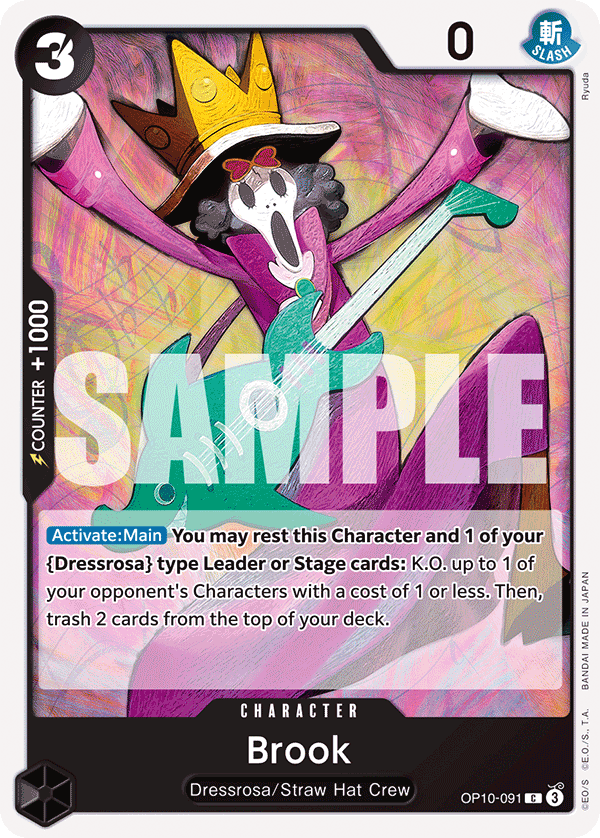 3
0
斬
SLASH
Ryuda
COUNTER +1000
SAMPLE
Activate:Main You may rest this Character and 1 of your
{Dressrosa} type Leader or Stage cards: K.O. up to 1 of
your opponent's Characters with a cost of 1 or less. Then,
trash 2 cards from the top of your deck.
CHARACTER
Brook
Dressrosa/Straw Hat Crew
OP10-091 C 3
©EO/S ©E.O./S., T.A. BANDAI MADE IN JAPAN